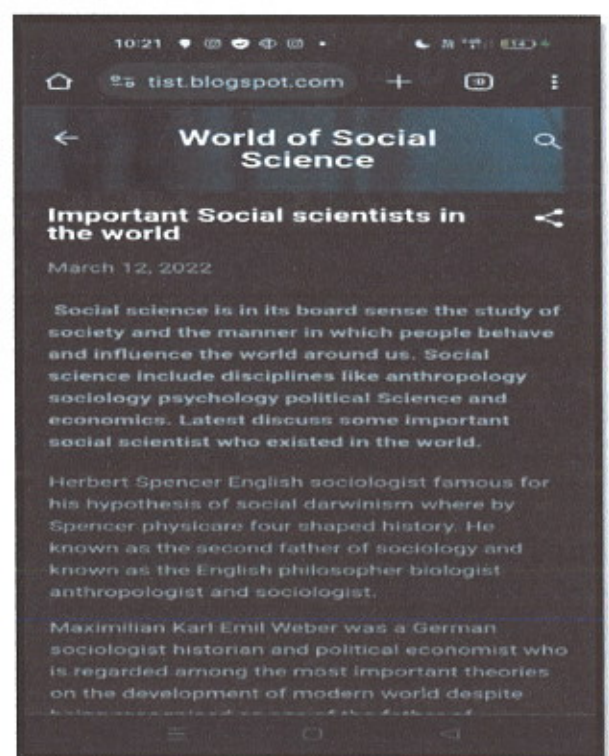 10:21
tist.blogspot.com
World of Social
Science
Important Social scientists in
the world
March 12, 2022
Social science is in its board sense the study of
society and the manner in which people behave
and influence the world around us. Social
science include disciplines like anthropology
sociology psychology political Science and
economics. Latest discuss some important
social scientist who existed in the world.
Herbert Spencer English sociologist famous for
his hypothesis of social darwinism where by
Spencer physicare four shaped history. He
known as the second father of sociology and
known as the English philosopher biologist
anthropologist and sociologist.
Maximilian Karl Emil Weber was a German
sociologist historian and political economist who
is regarded among the most important theories
on the development of modern world despite